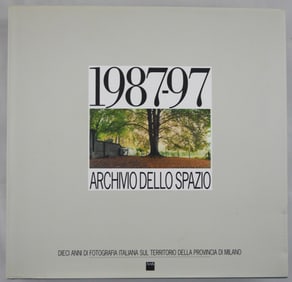 1987-97
ARCHIVIO DELLO SPAZIO
DIECI ANNI DI FOTOGRAFIA ITALIANA SUL TERRITORIO DELLA PROVINCIA DI MILANO